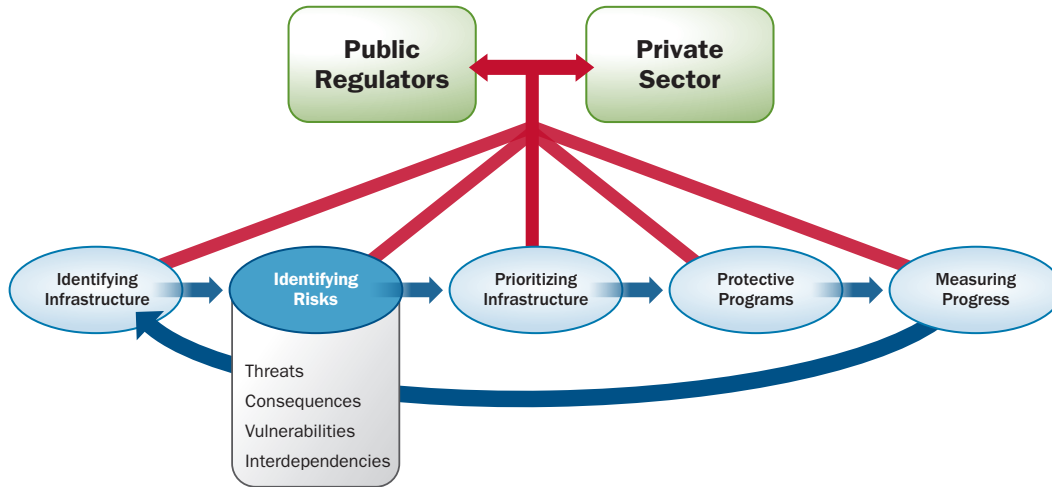 Public
Regulators
Private
Sector
Identifying
Infrastructure
Identifying
Risks
Prioritizing
Infrastructure
Protective
Programs
Measuring
Progress
Threats
Consequences
Vulnerabilities
Interdependencies